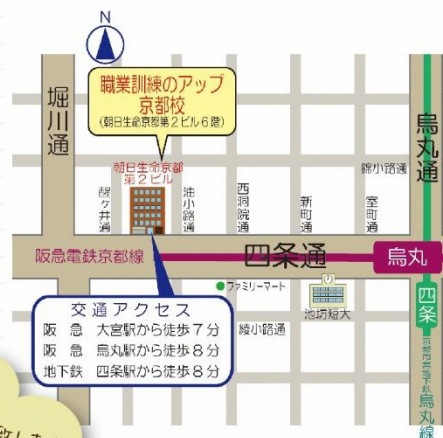 N
職業訓練のアップ
京都校
(朝日生命京都第2ビル6階)
堀川通
烏丸通
朝日生命京都
第2ビル
錦小路通
醒ヶ井通
油小路通
西洞院通
新町通
室町通
阪急電鉄京都線
四条通
烏丸
ファミリーマート
池坊短大
四条
綾小路通
京都市営地下鉄烏丸線
交通アクセス
阪 急 大宮駅から徒歩7分
阪 急 烏丸駅から徒歩8分
地下鉄 四条駅から徒歩8分
致した